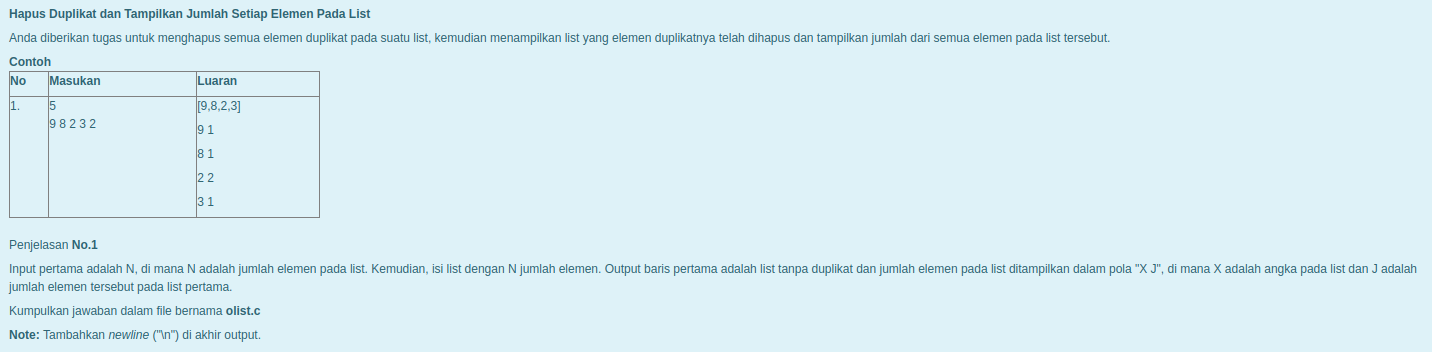 Hapus Duplikat dan Tampilkan Jumlah Setiap Elemen Pada List
Anda diberikan tugas untuk menghapus semua elemen duplikat pada suatu list, kemudian menampilkan list yang elemen duplikatnya telah dihapus dan tampilkan jumlah dari semua elemen pada list tersebut.
Contoh
No Masukan Luaran
1. 5 [9,8,2,3]
9 8 2 3 2
9 1
8 1
2 2
3 1
Penjelasan No.1
Input pertama adalah N, di mana N adalah jumlah elemen pada list. Kemudian, isi list dengan N jumlah elemen. Output baris pertama adalah list tanpa duplikat dan jumlah elemen pada list ditampilkan dalam pola "X J", di mana X adalah angka pada list dan J adalah
jumlah elemen tersebut pada list pertama.
Kumpulkan jawaban dalam file bernama olist.c
Note: Tambahkan newline ("\n") di akhir output.